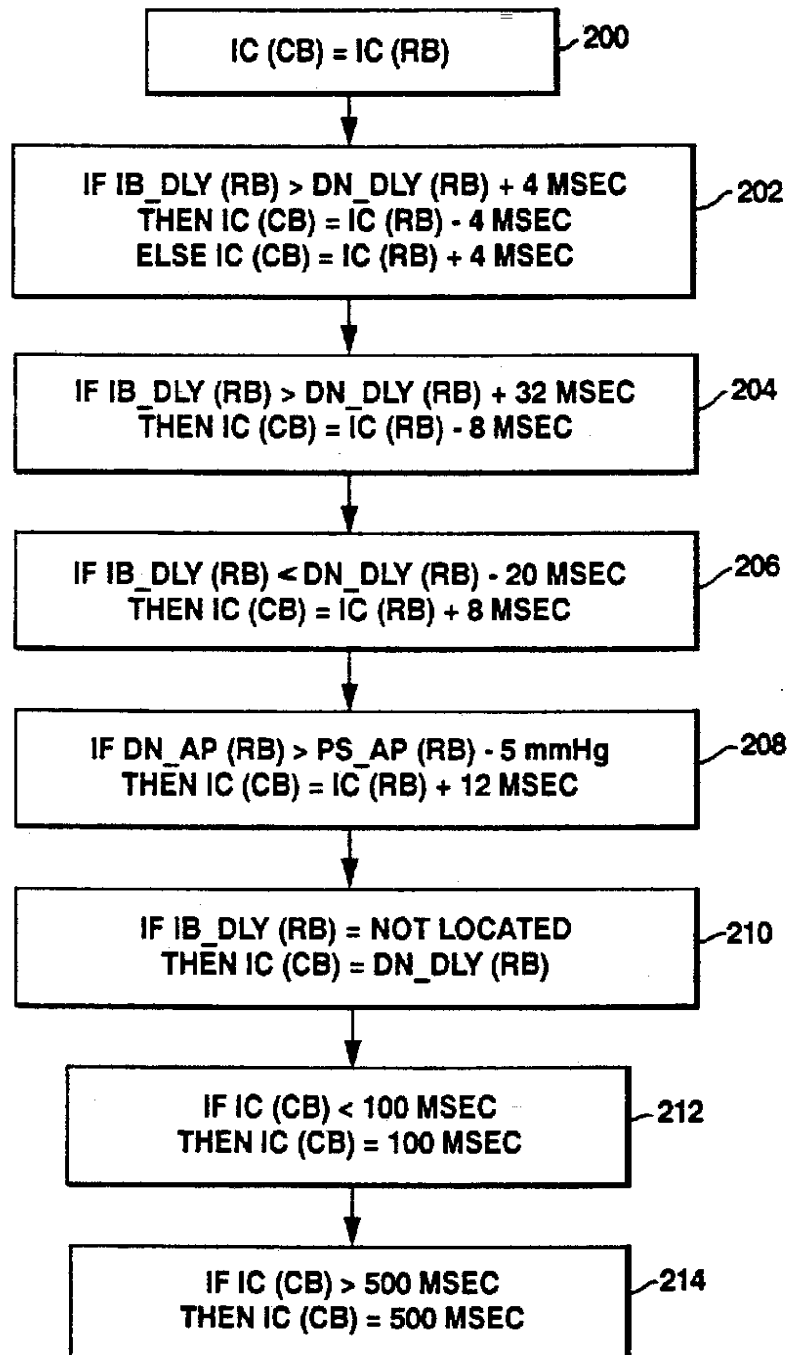 IC (CB) = IC (RB)
200
IF IB_DLY (RB) > DN_DLY (RB) + 4 MSEC
THEN IC (CB) = IC (RB) - 4 MSEC
ELSE IC (CB) = IC (RB) + 4 MSEC
202
IF IB_DLY (RB) > DN_DLY (RB) + 32 MSEC
THEN IC (CB) = IC (RB) - 8 MSEC
204
IF IB_DLY (RB) < DN_DLY (RB) - 20 MSEC
THEN IC (CB) = IC (RB) + 8 MSEC
206
IF DN_AP (RB) > PS_AP (RB) - 5 mmHg
THEN IC (CB) = IC (RB) + 12 MSEC
208
IF IB_DLY (RB) = NOT LOCATED
THEN IC (CB) = DN_DLY (RB)
210
IF IC (CB) < 100 MSEC
THEN IC (CB) = 100 MSEC
212
IF IC (CB) > 500 MSEC
THEN IC (CB) = 500 MSEC
214